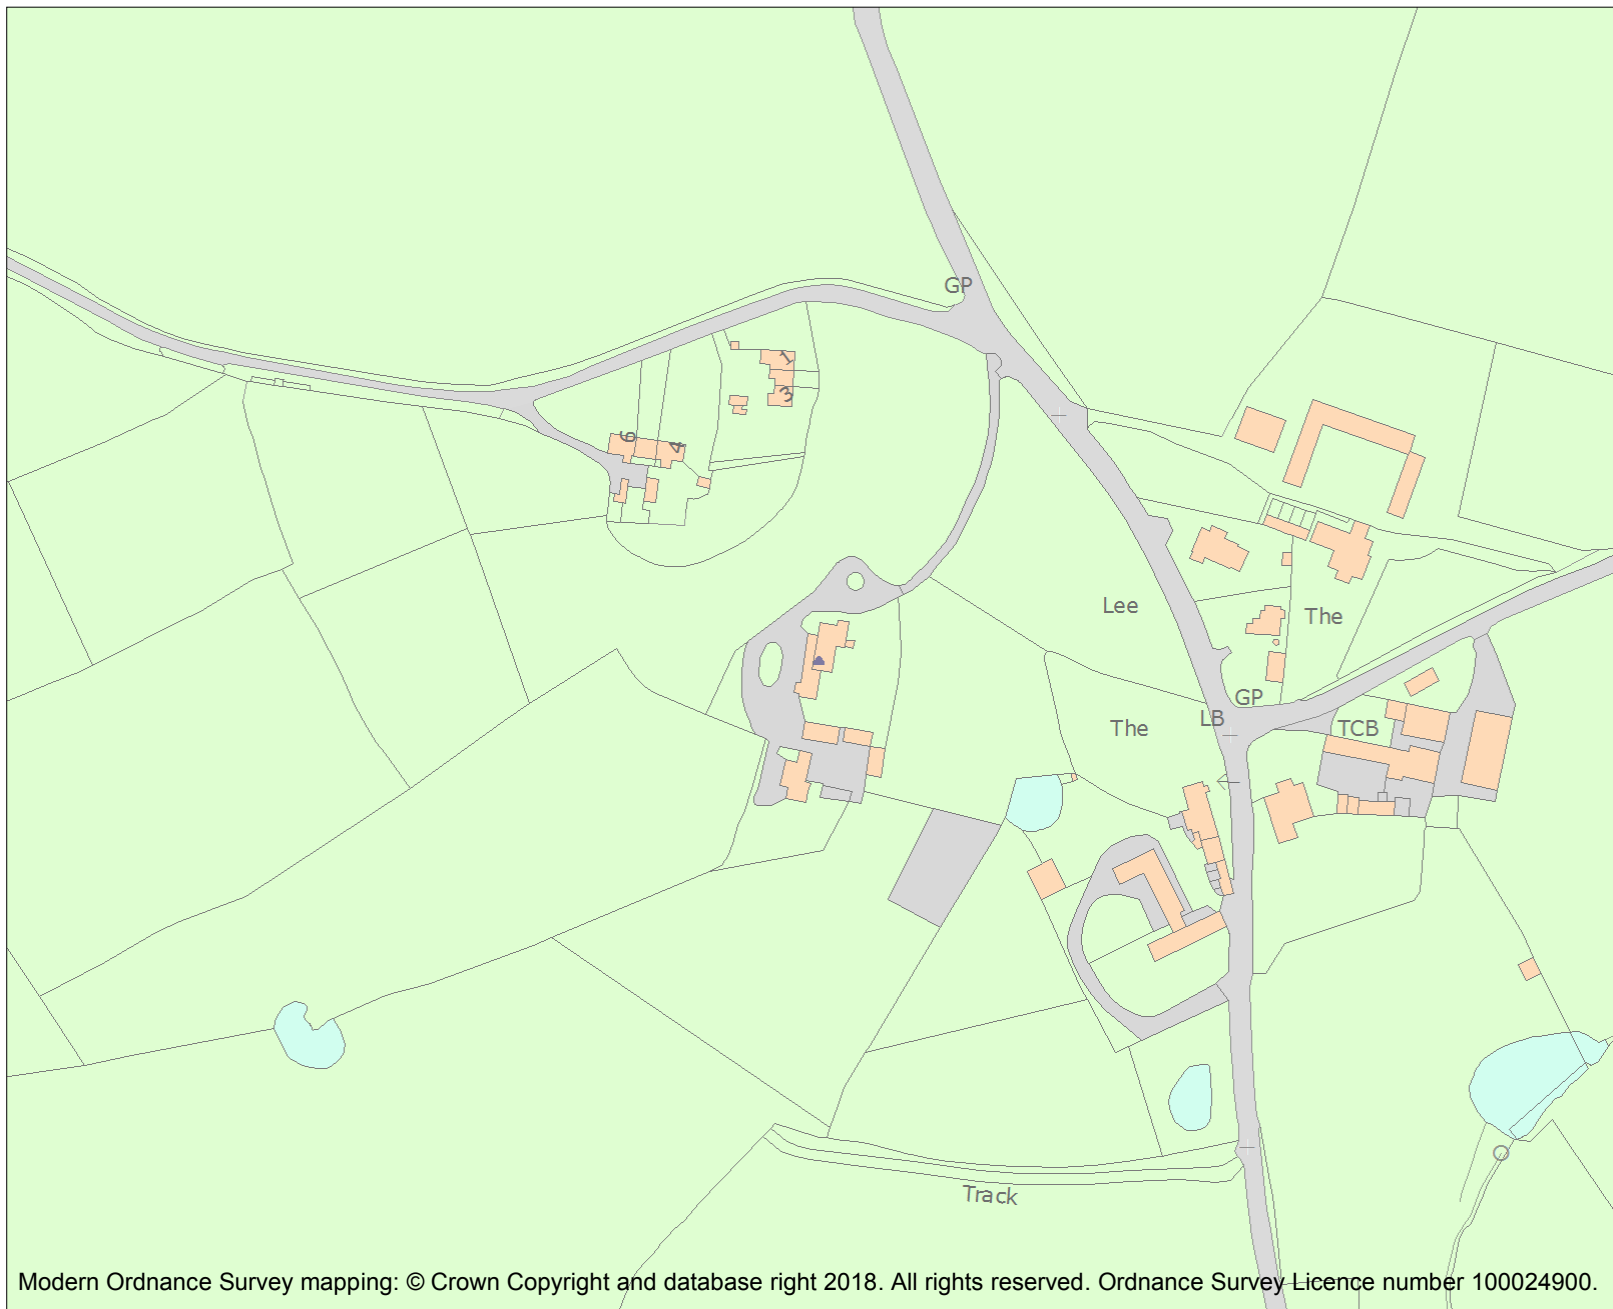 GP
1
3
6
4
Lee
The
GP
LB
The
TCB
Track
Modern Ordnance Survey mapping: © Crown Copyright and database right 2018. All rights reserved. Ordnance Survey Licence number 100024900.